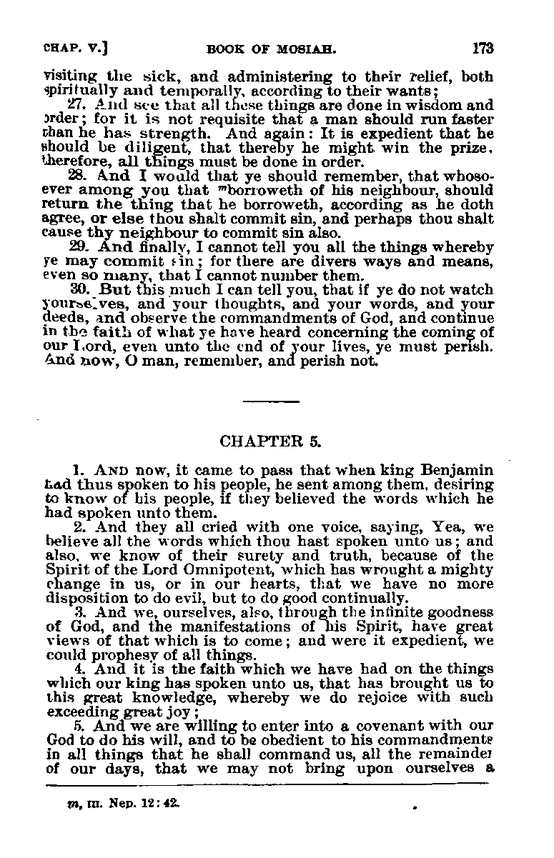 CHAP. V.] BOOK OF MOSIAH. 173
visiting the sick, and administering to their relief, both
spiritually and temporally, according to their wants;
27. And see that all these things are done in wisdom and
order; for it is not requisite that a man should run faster
than he has strength. And again: It is expedient that he
should be diligent, that thereby he might win the prize,
therefore, all things must be done in order.
28. And I would that ye should remember, that whoso-
ever among you that ᵐborroweth of his neighbour, should
return the thing that he borroweth, according as he doth
agree, or else thou shalt commit sin, and perhaps thou shalt
cause thy neighbour to commit sin also.
29. And finally, I cannot tell you all the things whereby
ye may commit sin; for there are divers ways and means,
even so many, that I cannot number them.
30. But this much I can tell you, that if ye do not watch
yourselves, and your thoughts, and your words, and your
deeds, and observe the commandments of God, and continue
in the faith of what ye have heard concerning the coming of
our Lord, even unto the end of your lives, ye must perish.
And now, O man, remember, and perish not.
CHAPTER 5.
1. AND now, it came to pass that when king Benjamin
had thus spoken to his people, he sent among them, desiring
to know of his people, if they believed the words which he
had spoken unto them.
2. And they all cried with one voice, saying, Yea, we
believe all the words which thou hast spoken unto us; and
also, we know of their surety and truth, because of the
Spirit of the Lord Omnipotent, which has wrought a mighty
change in us, or in our hearts, that we have no more
disposition to do evil, but to do good continually.
3. And we, ourselves, also, through the infinite goodness
of God, and the manifestations of his Spirit, have great
views of that which is to come; and were it expedient, we
could prophesy of all things.
4. And it is the faith which we have had on the things
which our king has spoken unto us, that has brought us to
this great knowledge, whereby we do rejoice with such
exceeding great joy;
5. And we are willing to enter into a covenant with our
God to do his will, and to be obedient to his commandments
in all things that he shall command us, all the remainder
of our days, that we may not bring upon ourselves a
m, III. Nep. 12:42.